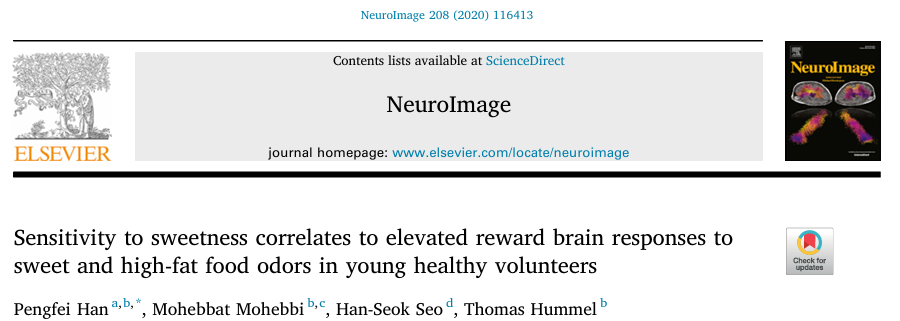 NeuroImage 208 (2020) 116413
Contents lists available at ScienceDirect
NeuroImage
journal homepage: www.elsevier.com/locate/neuroimage
ELSEVIER
NeuroImage
Sensitivity to sweetness correlates to elevated reward brain responses to
sweet and high-fat food odors in young healthy volunteers
Check for
updates
Pengfei Han a,b,*, Mohebbat Mohebbi b,c, Han-Seok Seo d, Thomas Hummel b